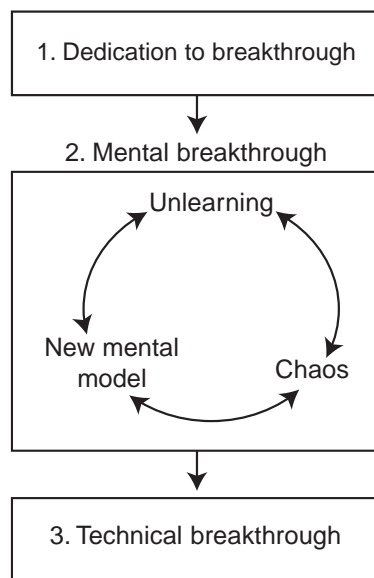 1. Dedication to breakthrough
2. Mental breakthrough
Unlearning
New mental
model
Chaos
3. Technical breakthrough